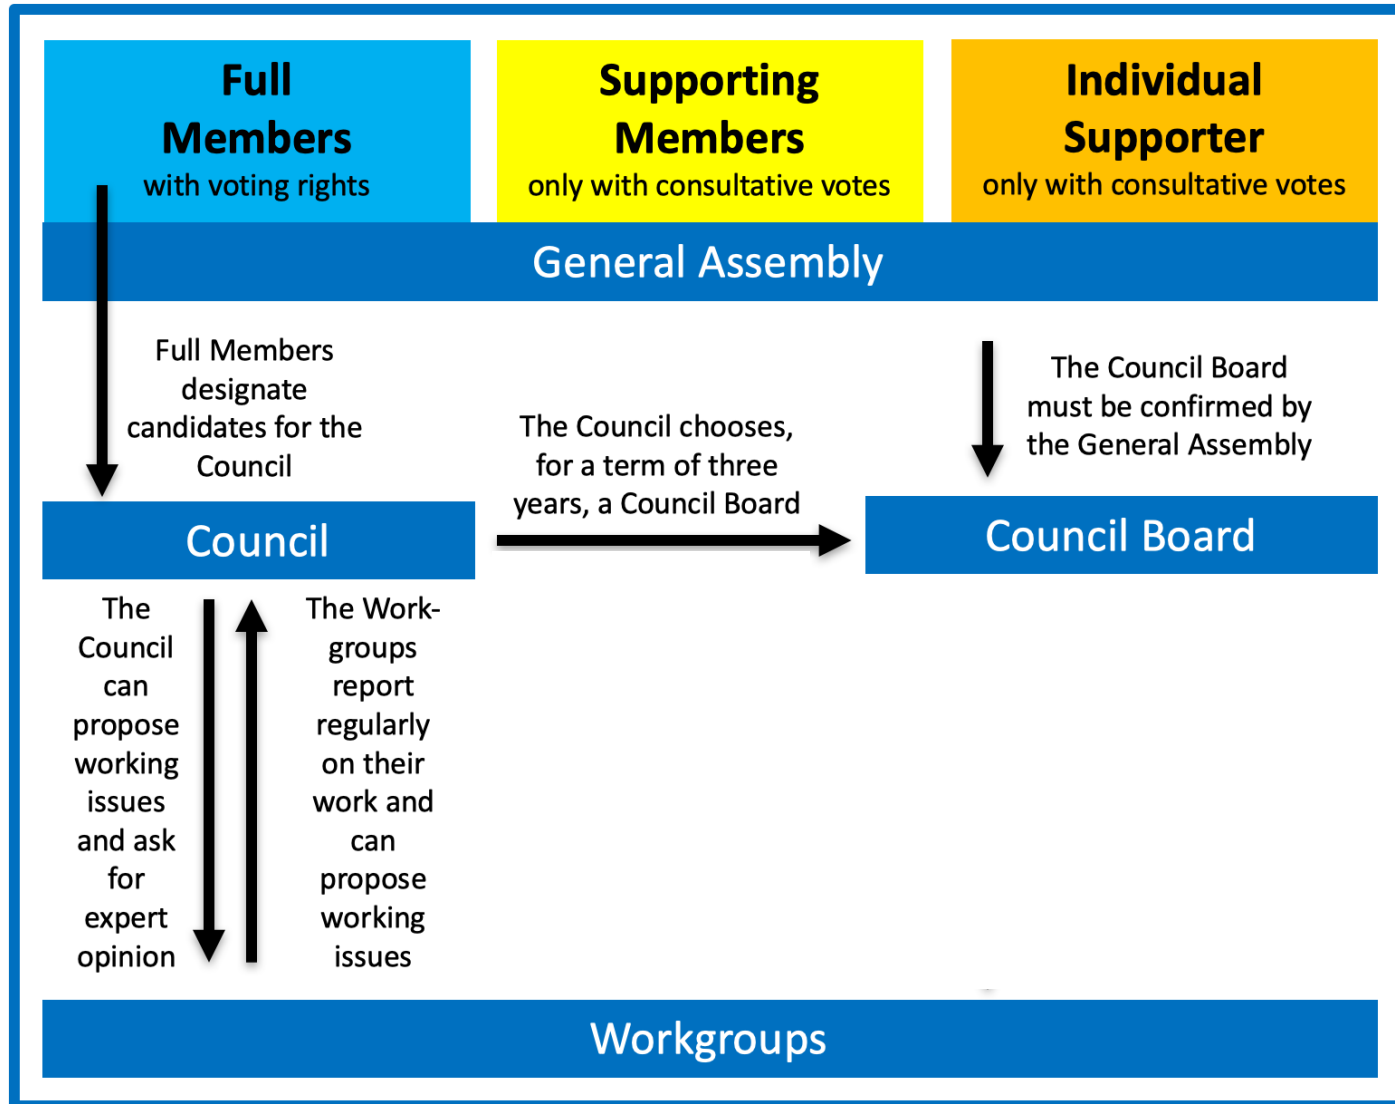 Full
Members
with voting rights
Supporting
Members
only with consultative votes
Individual
Supporter
only with consultative votes
General Assembly
Full Members
designate
candidates for the
Council
The Council chooses,
for a term of three
years, a Council Board
The Council Board
must be confirmed by
the General Assembly
Council
Council Board
The
Council
can
propose
working
issues
and ask
for
expert
opinion
The Work-
groups
report
regularly
on their
work and
can
propose
working
issues
Workgroups